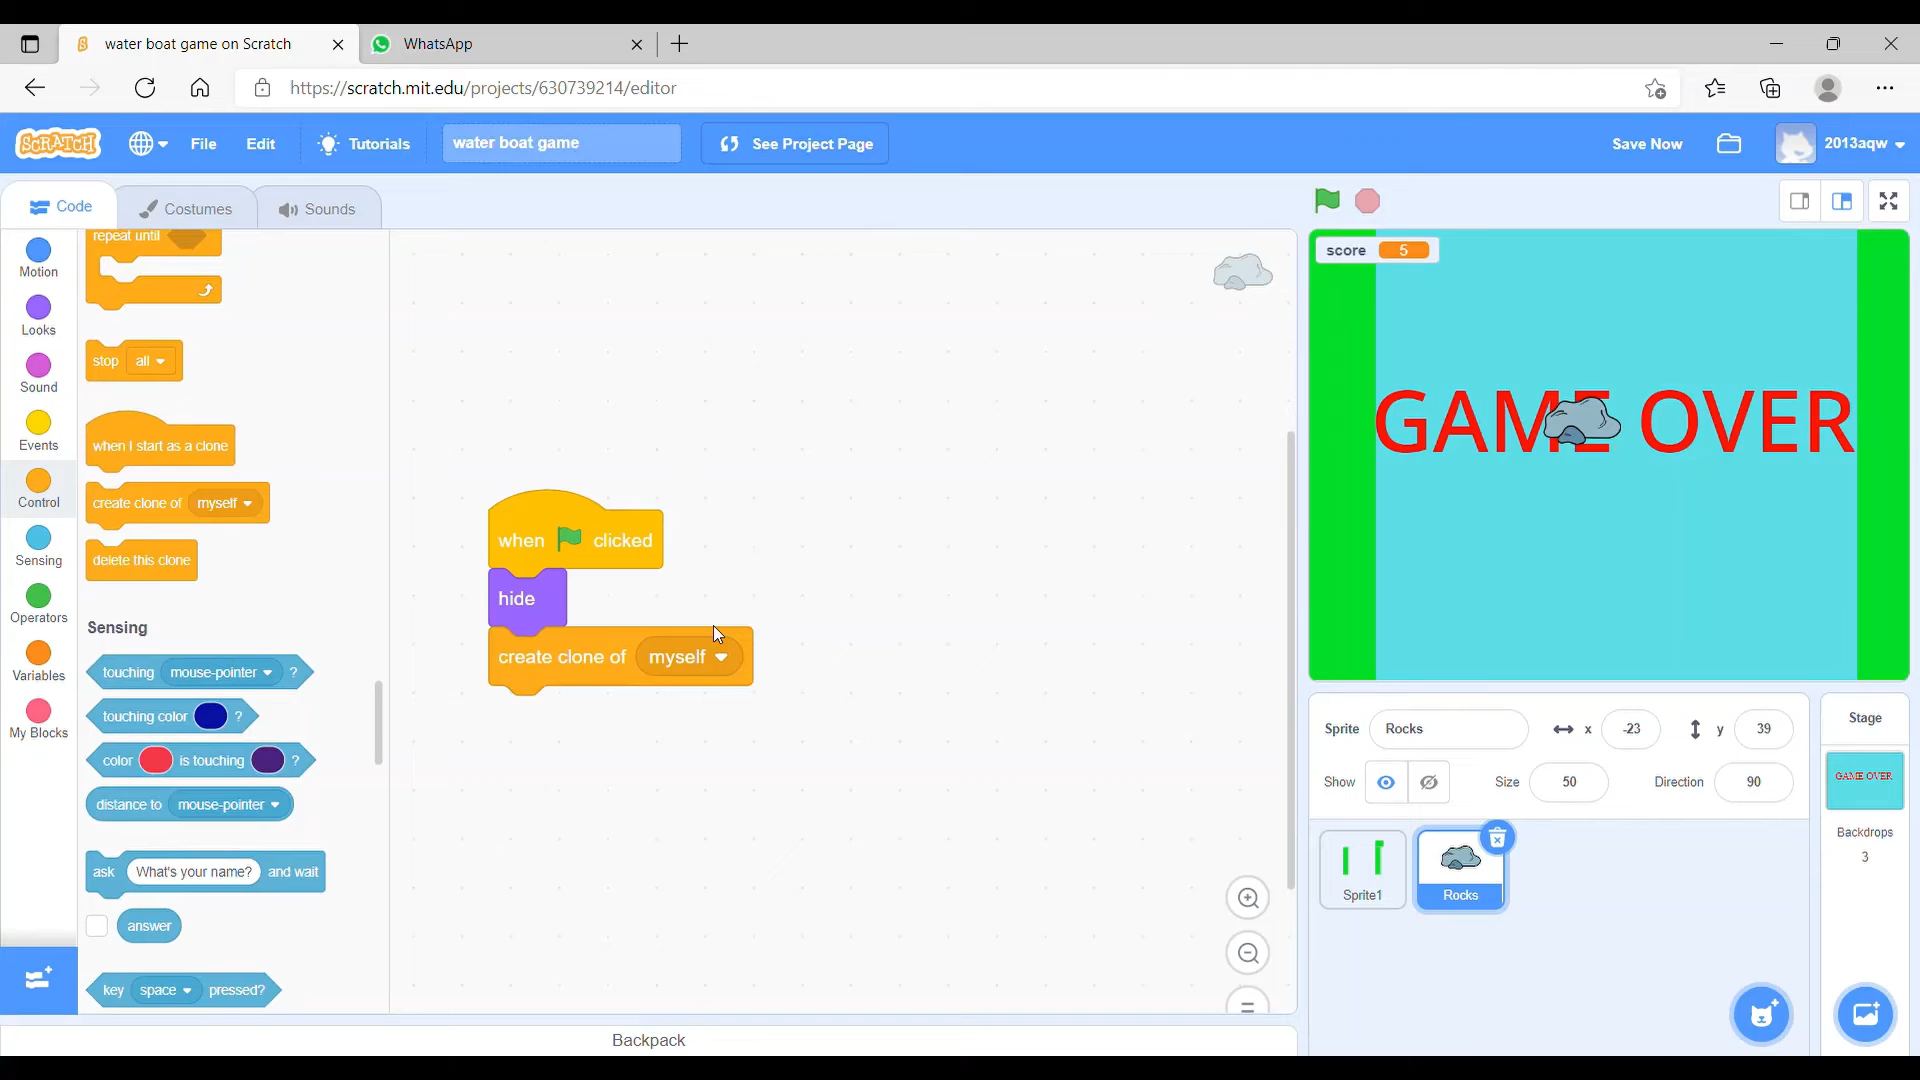 water boat game on Scratch
WhatsApp
https://scratch.mit.edu/projects/630739214/editor
SCRATCH
File
Edit
Tutorials
water boat game
See Project Page
Save Now
2013aqw
Code
Costumes
Sounds
Motion
Looks
Sound
Events
Control
Sensing
Operators
Variables
My Blocks
repeat until
stop all
when I start as a clone
create clone of myself
delete this clone
Sensing
touching mouse-pointer ?
touching color ?
color is touching ?
distance to mouse-pointer
ask What's your name? and wait
answer
key space pressed?
when clicked
hide
create clone of myself
Backpack
score 5
GAME OVER
Sprite Rocks x -23 y 39
Show Size 50 Direction 90
Sprite1
Rocks
Stage
GAME OVER
Backdrops
3